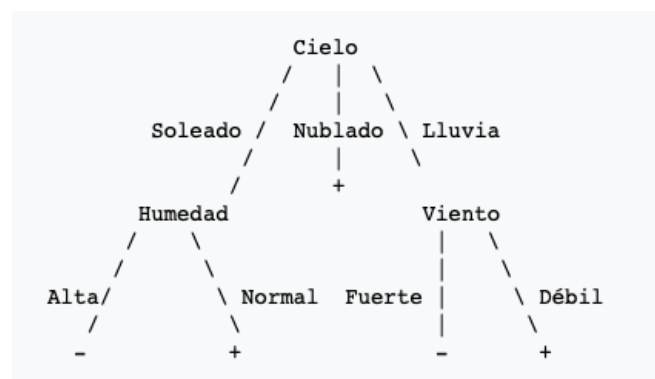 Cielo
/ | \
/ | \
Soleado / Nublado \ Lluvia
/ | \
/ +
Humedad Viento
/ \ | \
/ \ | \
Alta/ \ Normal Fuerte | \ Débil
/ \ | \
- + - +